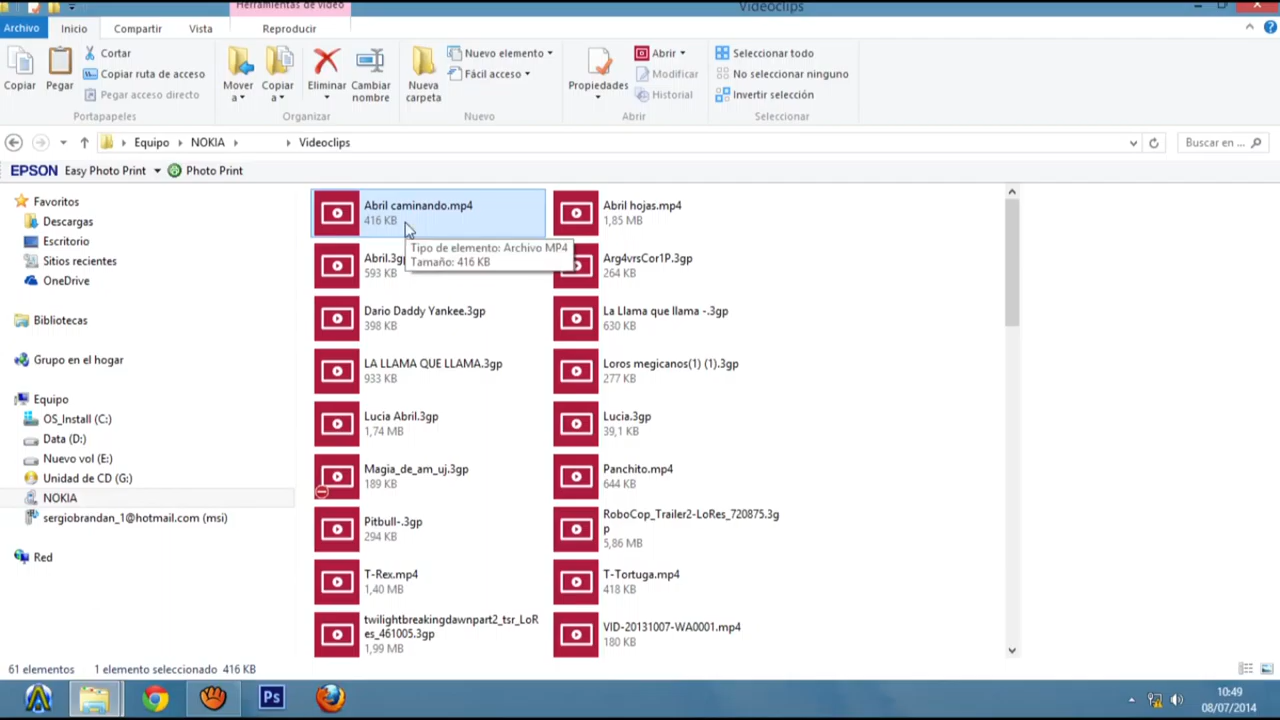 Herramientas de vídeo
Videoclips
Archivo
Inicio
Compartir
Vista
Reproducir
Copiar
Pegar
Cortar
Copiar ruta de acceso
Pegar acceso directo
Portapapeles
Mover a
Copiar a
Eliminar
Cambiar nombre
Organizar
Nueva carpeta
Nuevo elemento
Fácil acceso
Nuevo
Propiedades
Abrir
Modificar
Historial
Abrir
Seleccionar todo
No seleccionar ninguno
Invertir selección
Seleccionar
Equipo
NOKIA
Videoclips
Buscar en ...
EPSON Easy Photo Print
Photo Print
Favoritos
Descargas
Escritorio
Sitios recientes
OneDrive
Bibliotecas
Grupo en el hogar
Equipo
OS_Install (C:)
Data (D:)
Nuevo vol (E:)
Unidad de CD (G:)
NOKIA
sergiobrandan_1@hotmail.com (msi)
Red
Abril caminando.mp4
416 KB
Abril hojas.mp4
1,85 MB
Tipo de elemento: Archivo MP4
Tamaño: 416 KB
Abril.3gp
593 KB
Arg4vrsCor1P.3gp
264 KB
Dario Daddy Yankee.3gp
398 KB
La Llama que llama -.3gp
630 KB
LA LLAMA QUE LLAMA.3gp
933 KB
Loros megicanos(1) (1).3gp
277 KB
Lucia Abril.3gp
1,74 MB
Lucia.3gp
39,1 KB
Magia_de_am_uj.3gp
189 KB
Panchito.mp4
644 KB
Pitbull-.3gp
294 KB
RoboCop_Trailer2-LoRes_720875.3g
p
5,86 MB
T-Rex.mp4
1,40 MB
T-Tortuga.mp4
418 KB
twilightbreakingdawnpart2_tsr_LoR
es_461005.3gp
1,99 MB
VID-20131007-WA0001.mp4
180 KB
61 elementos
1 elemento seleccionado 416 KB
Ps
10:49
08/07/2014